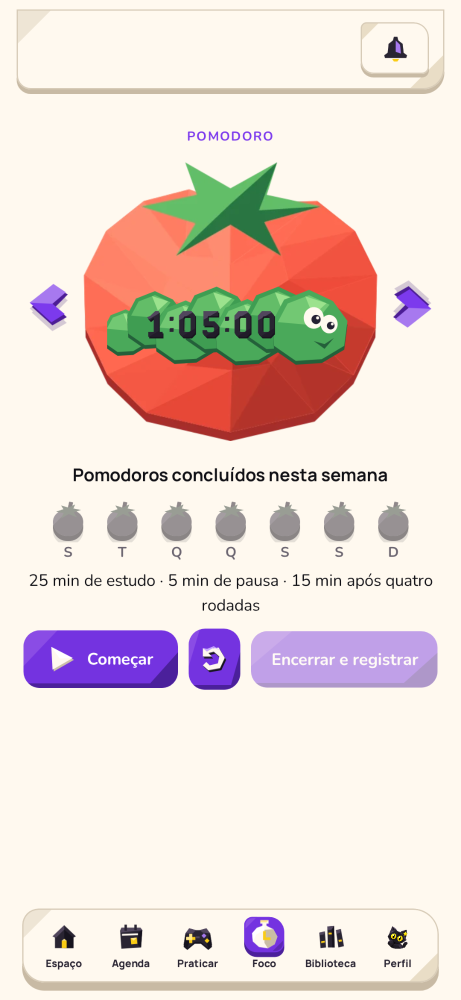 POMODORO
1:05:00
Pomodoros concluídos nesta semana
S T Q Q S S D
25 min de estudo · 5 min de pausa · 15 min após quatro
rodadas
Começar
Encerrar e registrar
Espaço Agenda Praticar Foco Biblioteca Perfil